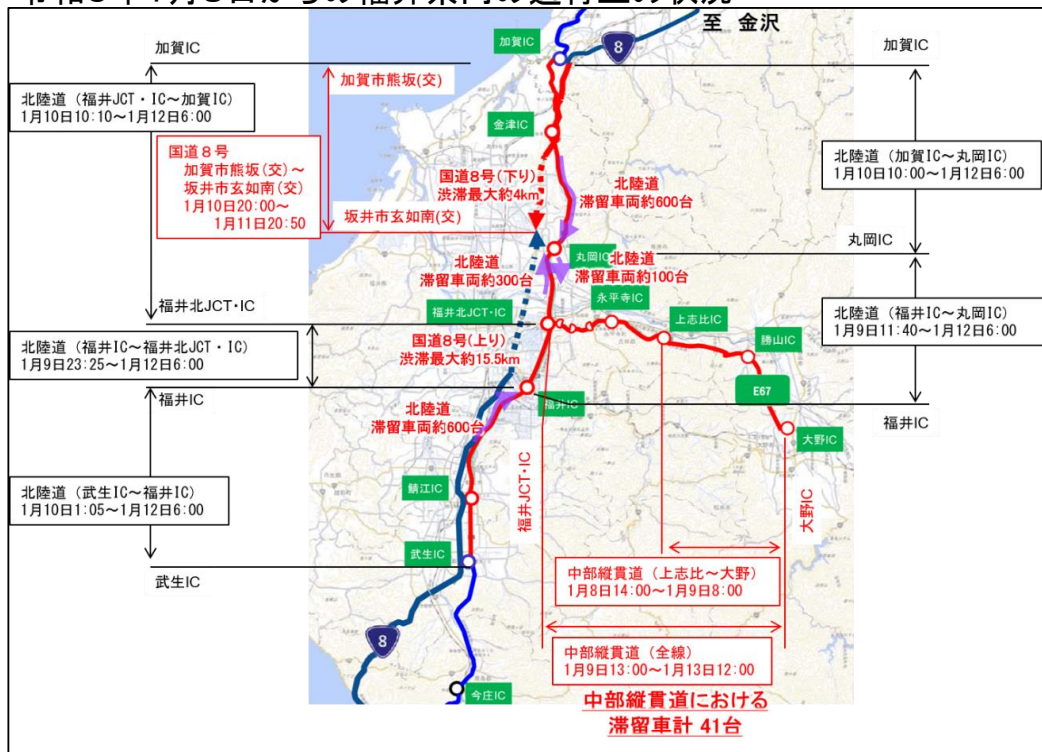 至 金沢
加賀IC
加賀IC
加賀IC
8
加賀市熊坂(交)
北陸道（福井JCT・IC～加賀IC）
1月10日10:10～1月12日6:00
金津IC
国道８号
加賀市熊坂(交)～
坂井市玄如南(交)
1月10日20:00～
1月11日20:50
国道8号(下り)
渋滞最大約4km
北陸道
滞留車両約600台
北陸道（加賀IC～丸岡IC）
1月10日10:00～1月12日6:00
坂井市玄如南(交)
丸岡IC
丸岡IC
北陸道
滞留車両約300台
北陸道
滞留車両約100台
永平寺IC
福井北JCT・IC
福井北JCT・IC
上志比IC
北陸道（福井IC～丸岡IC）
1月9日11:40～1月12日6:00
国道8号(上り)
渋滞最大約15.5km
勝山IC
北陸道（福井IC～福井北JCT・IC）
1月9日23:25～1月12日6:00
E67
福井IC
福井IC
福井IC
北陸道
滞留車両約600台
大野IC
北陸道（武生IC～福井IC）
1月10日1:05～1月12日6:00
鯖江IC
福井JCT・IC
大野IC
武生IC
武生IC
中部縦貫道（上志比～大野）
1月8日14:00～1月9日8:00
8
中部縦貫道（全線）
1月9日13:00～1月13日12:00
今庄IC
中部縦貫道における
滞留車計 41台